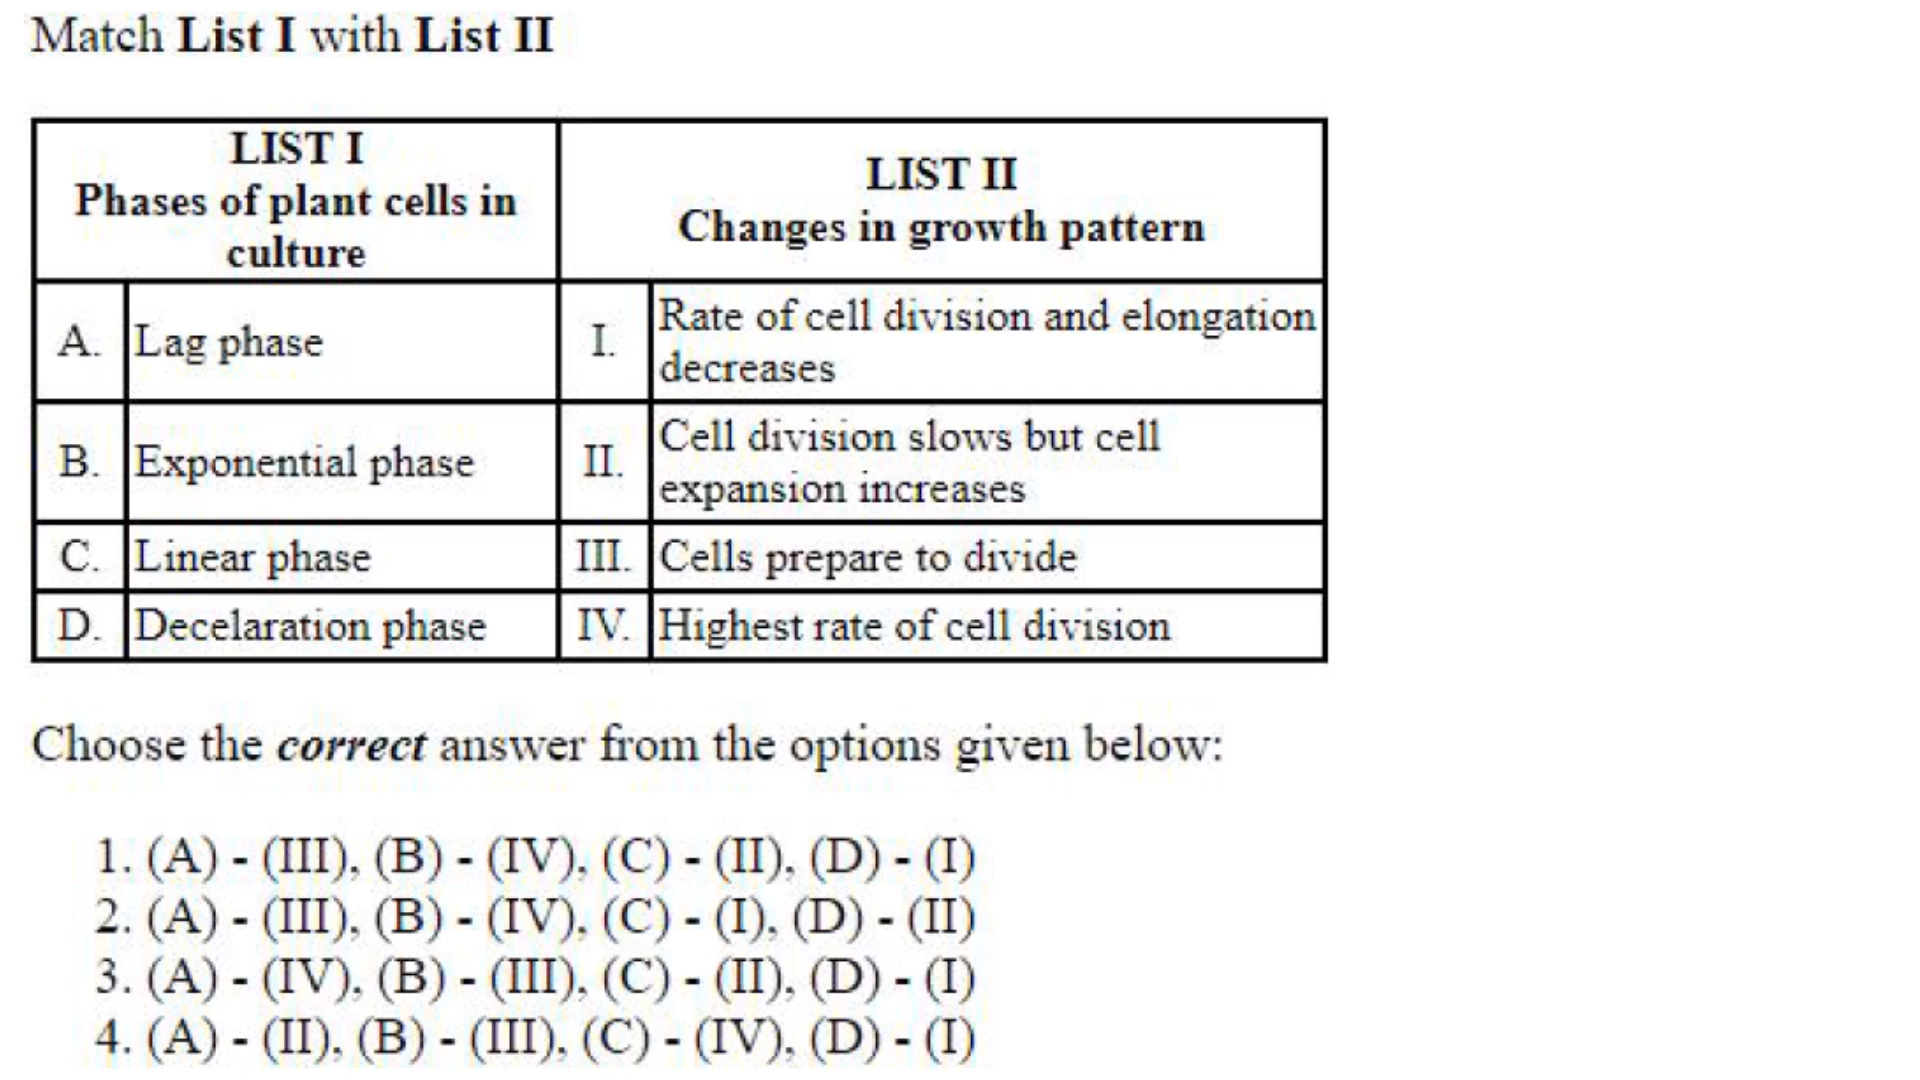 Match List I with List II
LIST I
Phases of plant cells in
culture
LIST II
Changes in growth pattern
A. Lag phase
I. Rate of cell division and elongation
decreases
B. Exponential phase
II. Cell division slows but cell
expansion increases
C. Linear phase
III. Cells prepare to divide
D. Decelaration phase
IV. Highest rate of cell division
Choose the correct answer from the options given below:
1. (A) - (III), (B) - (IV), (C) - (II), (D) - (I)
2. (A) - (III), (B) - (IV), (C) - (I), (D) - (II)
3. (A) - (IV), (B) - (III), (C) - (II), (D) - (I)
4. (A) - (II), (B) - (III), (C) - (IV), (D) - (I)